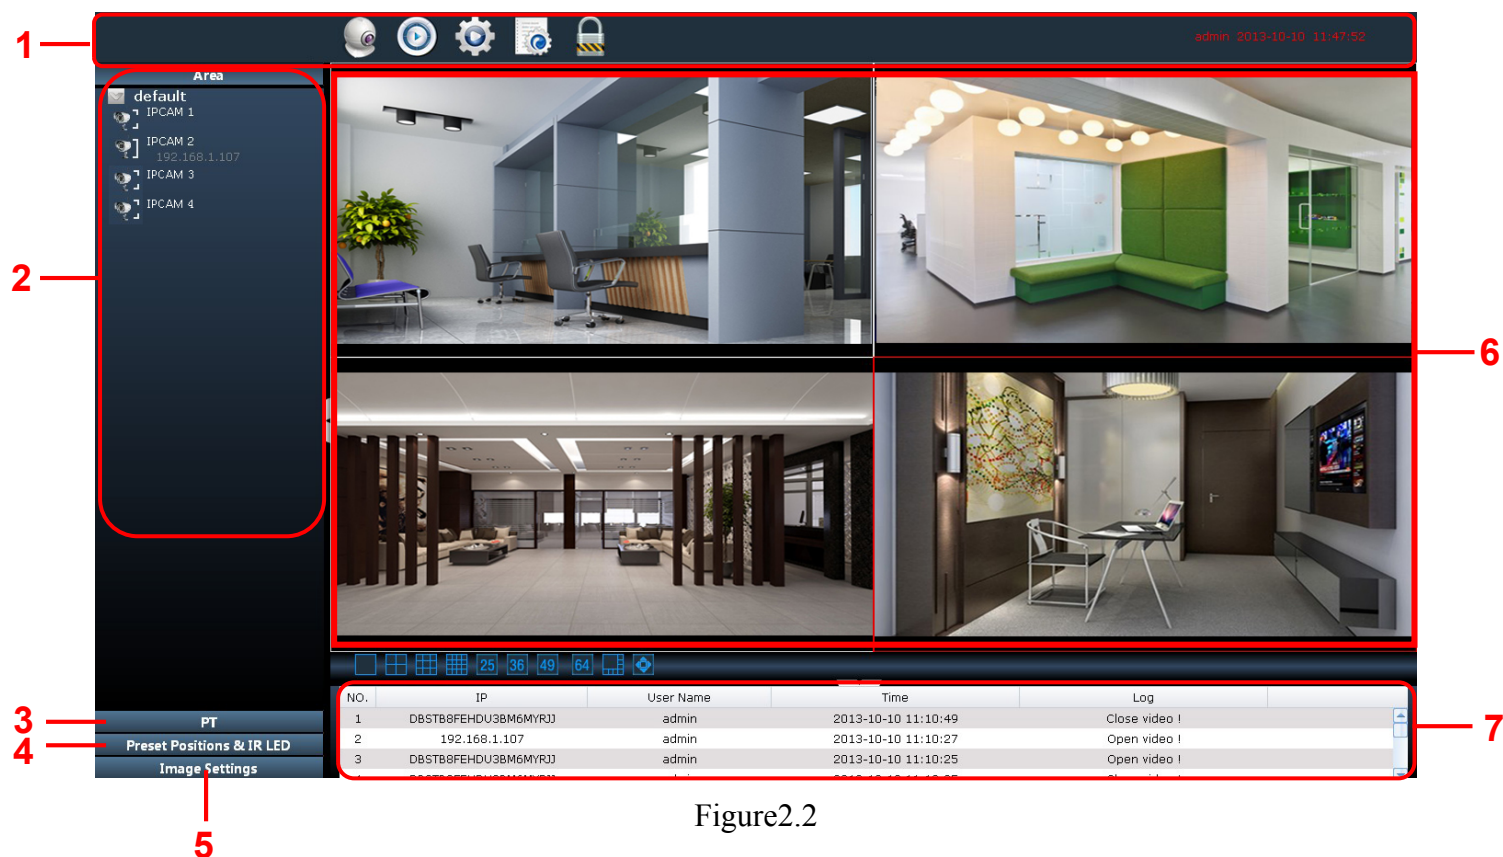 1
admin 2013-10-10 11:47:52
Area
default
IPCAM 1
IPCAM 2
192.168.1.107
IPCAM 3
IPCAM 4
2
6
25 36 49 64
NO. IP User Name Time Log
1 DBSTB8FEHDU3BM6MYRJJ admin 2013-10-10 11:10:49 Close video !
2 192.168.1.107 admin 2013-10-10 11:10:27 Open video !
3 DBSTB8FEHDU3BM6MYRJJ admin 2013-10-10 11:10:25 Open video !
7
3
PT
4
Preset Positions & IR LED
Image Settings
5
Figure2.2